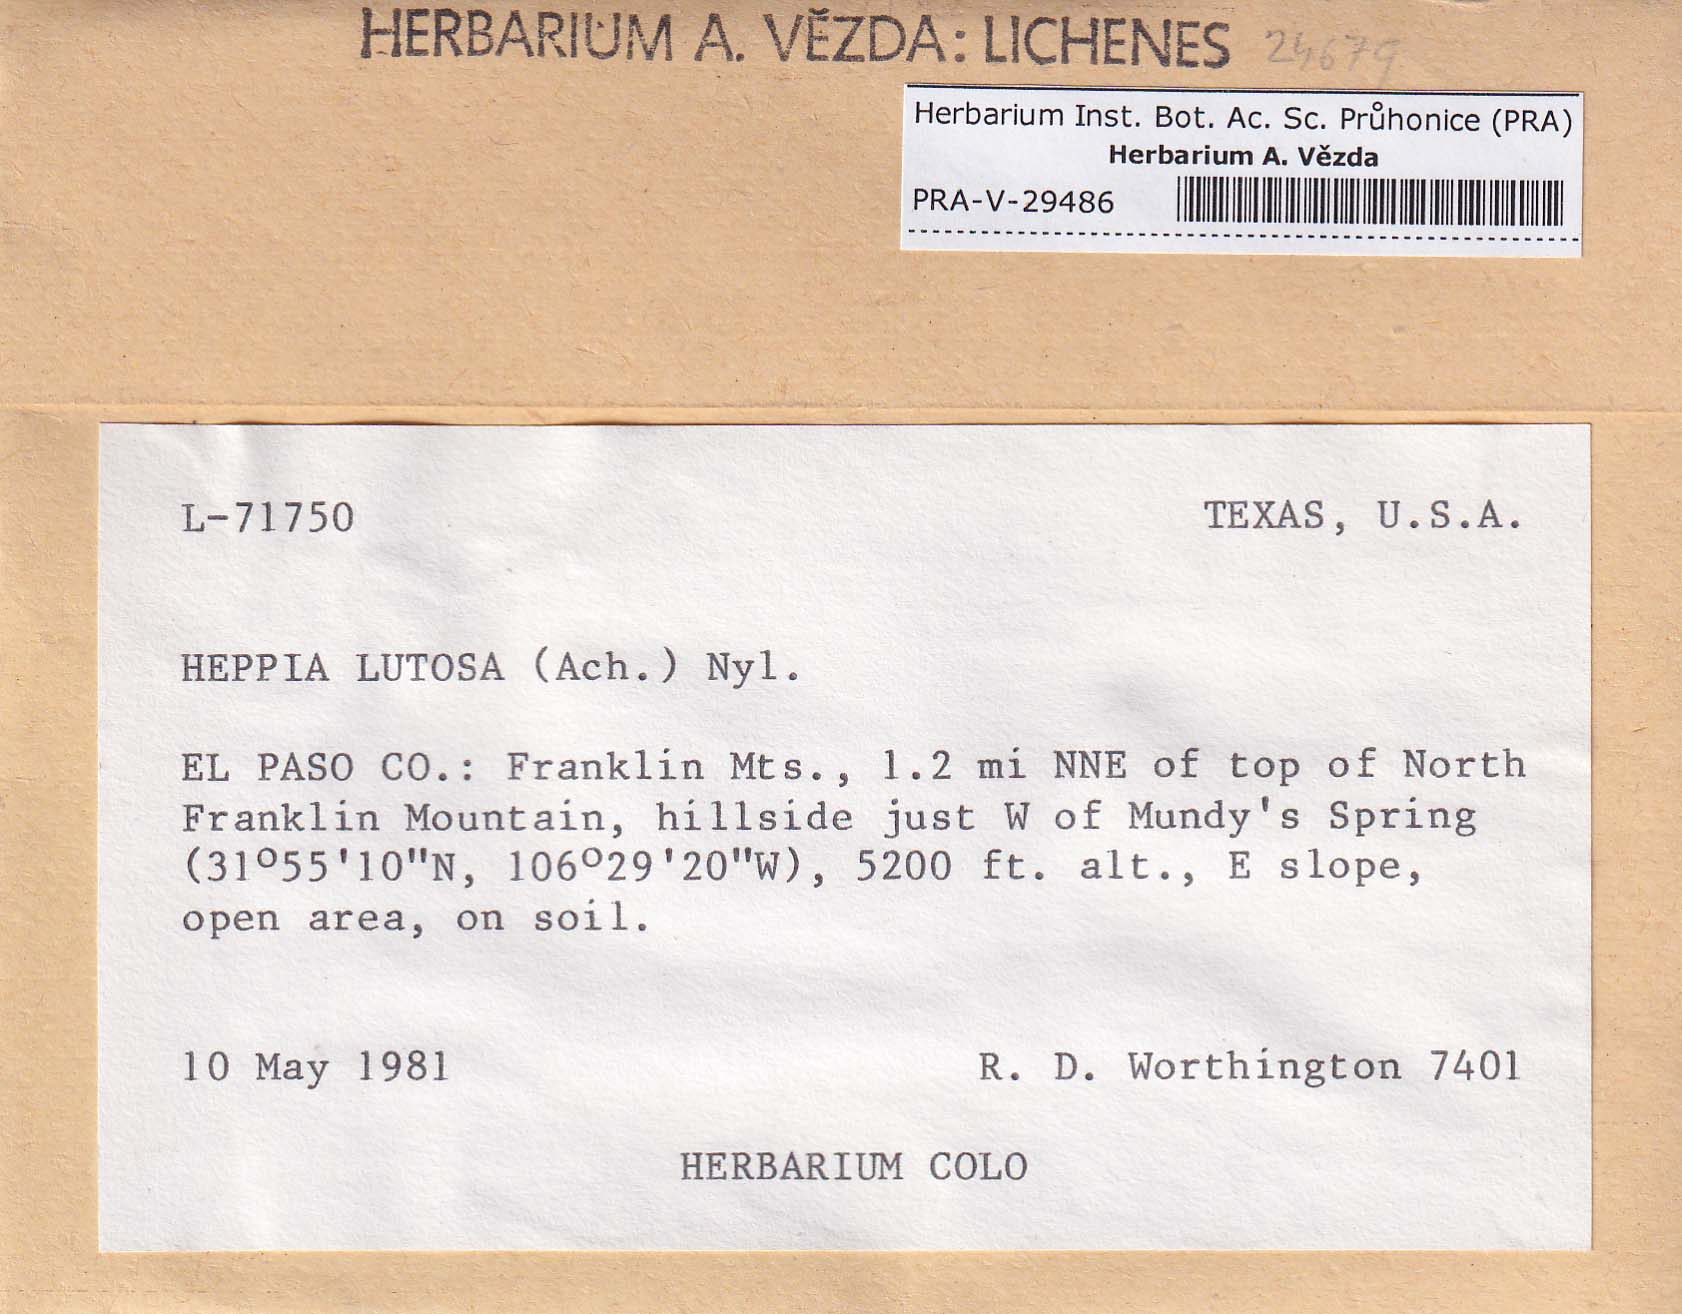 HERBARIUM A. VĚZDA: LICHENES 24679
Herbarium Inst. Bot. Ac. Sc. Průhonice (PRA)
Herbarium A. Vězda
PRA-V-29486
L-71750 TEXAS, U.S.A.
HEPPIA LUTOSA (Ach.) Nyl.
EL PASO CO.: Franklin Mts., 1.2 mi NNE of top of North
Franklin Mountain, hillside just W of Mundy's Spring
(31°55'10"N, 106°29'20"W), 5200 ft. alt., E slope,
open area, on soil.
10 May 1981 R. D. Worthington 7401
HERBARIUM COLO